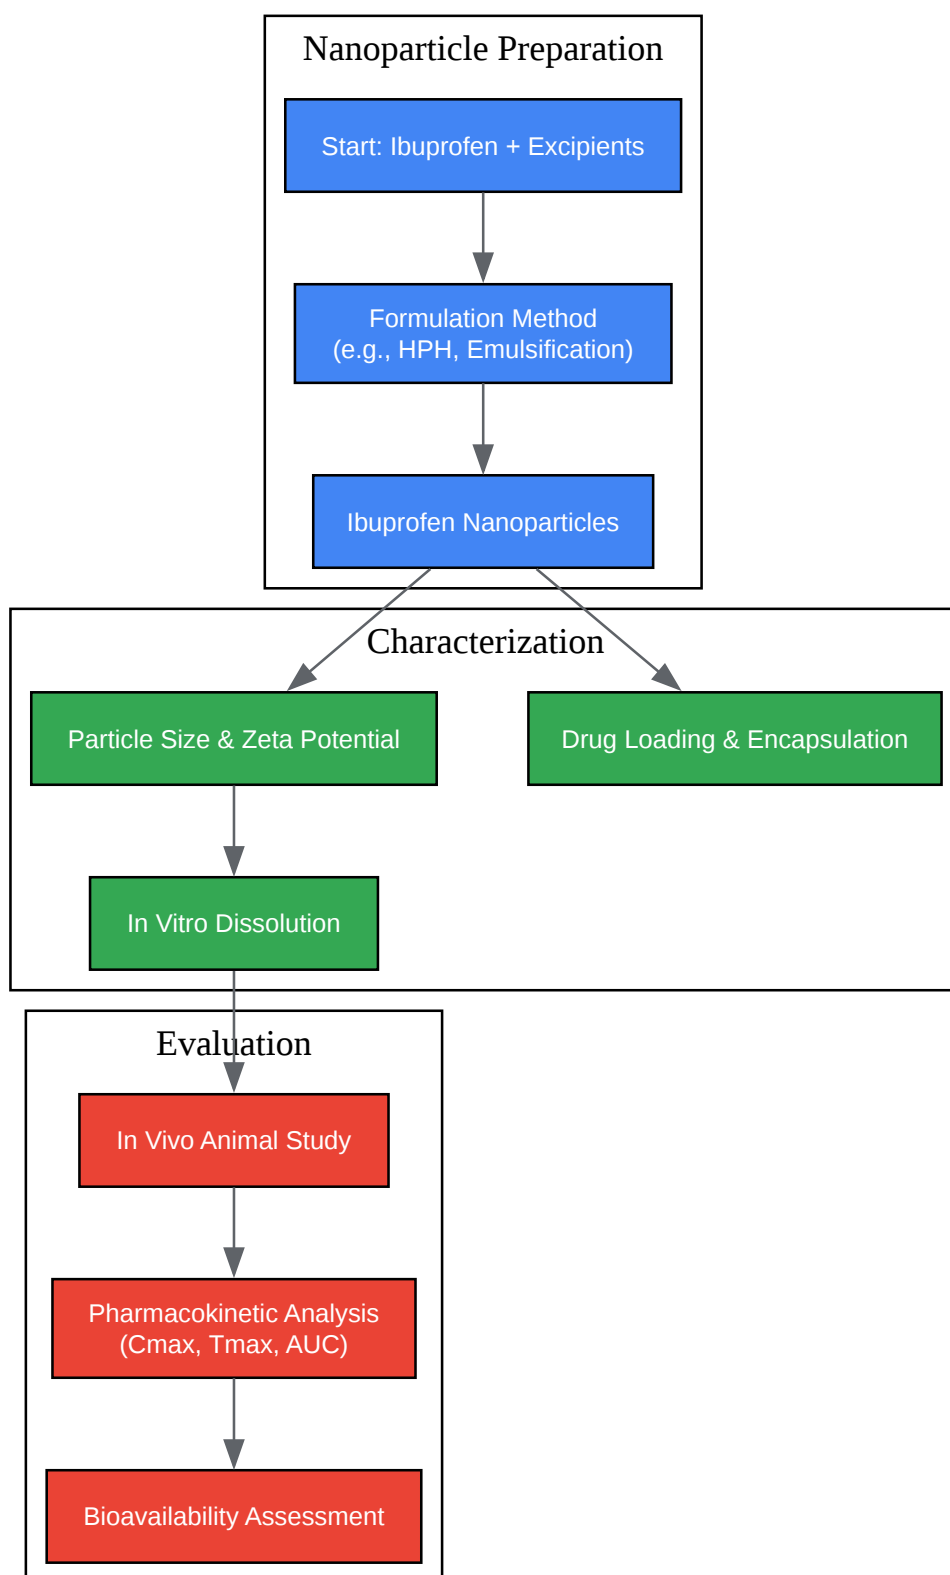 Nanoparticle Preparation
Start: Ibuprofen + Excipients
Formulation Method
(e.g., HPH, Emulsification)
Ibuprofen Nanoparticles
Characterization
Particle Size & Zeta Potential
Drug Loading & Encapsulation
In Vitro Dissolution
Evaluation
In Vivo Animal Study
Pharmacokinetic Analysis
(Cmax, Tmax, AUC)
Bioavailability Assessment